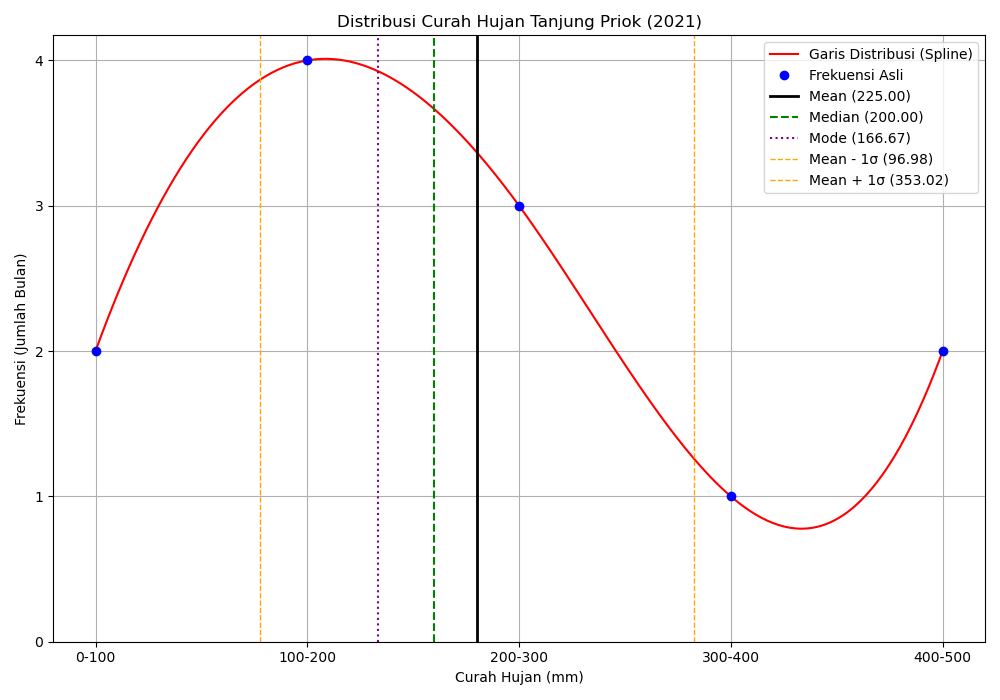 Distribusi Curah Hujan Tanjung Priok (2021)
Garis Distribusi (Spline)
Frekuensi Asli
Mean (225.00)
Median (200.00)
Mode (166.67)
Mean - 1σ (96.98)
Mean + 1σ (353.02)
Frekuensi (Jumlah Bulan)
4
3
2
1
0
0-100 100-200 200-300 300-400 400-500
Curah Hujan (mm)